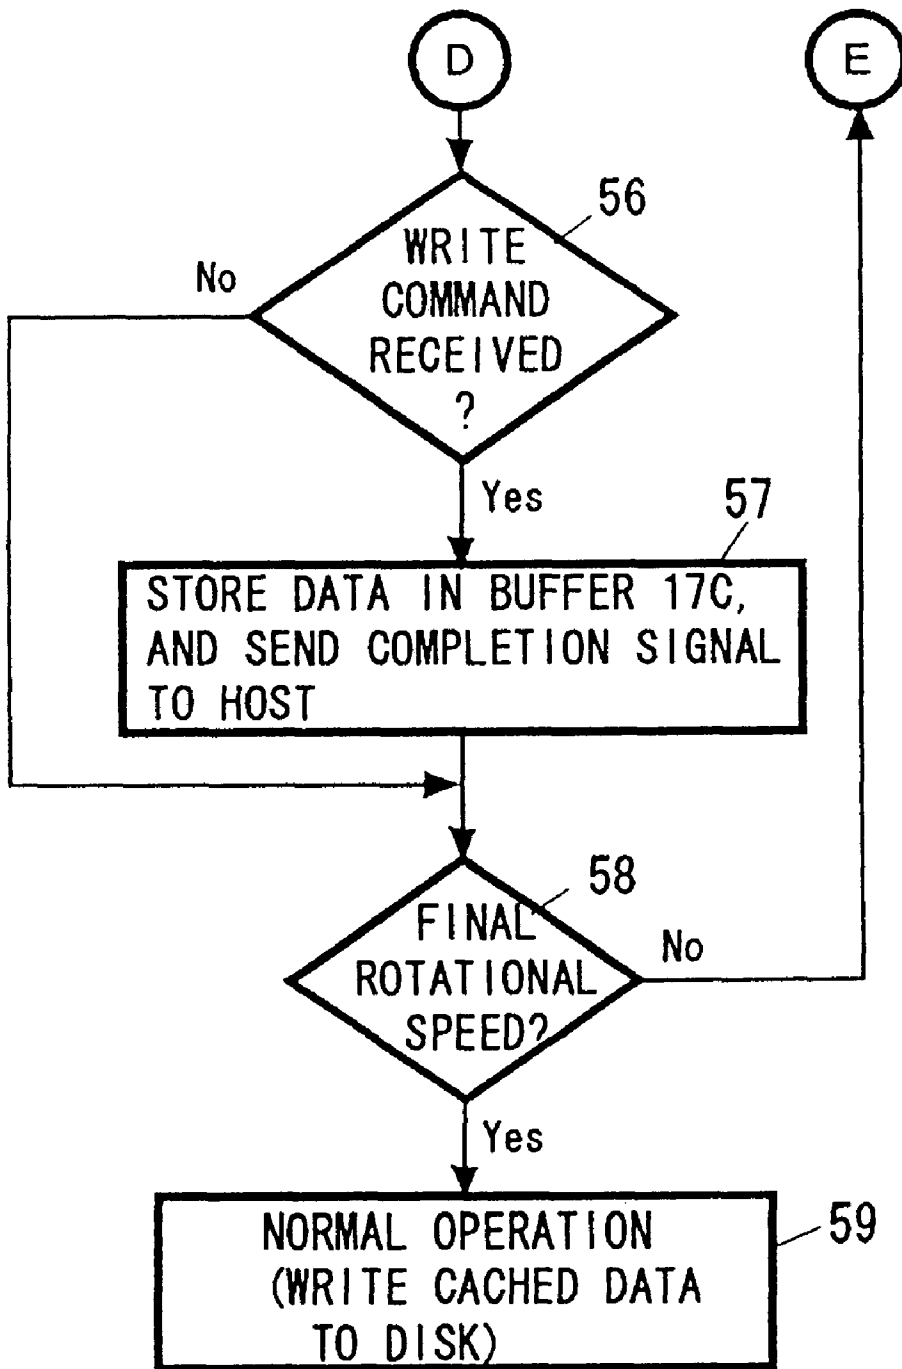 D
E
56
WRITE
COMMAND
RECEIVED
?
No
Yes
57
STORE DATA IN BUFFER 17C,
AND SEND COMPLETION SIGNAL
TO HOST
58
FINAL
ROTATIONAL
SPEED?
No
Yes
59
NORMAL OPERATION
(WRITE CACHED DATA
TO DISK)